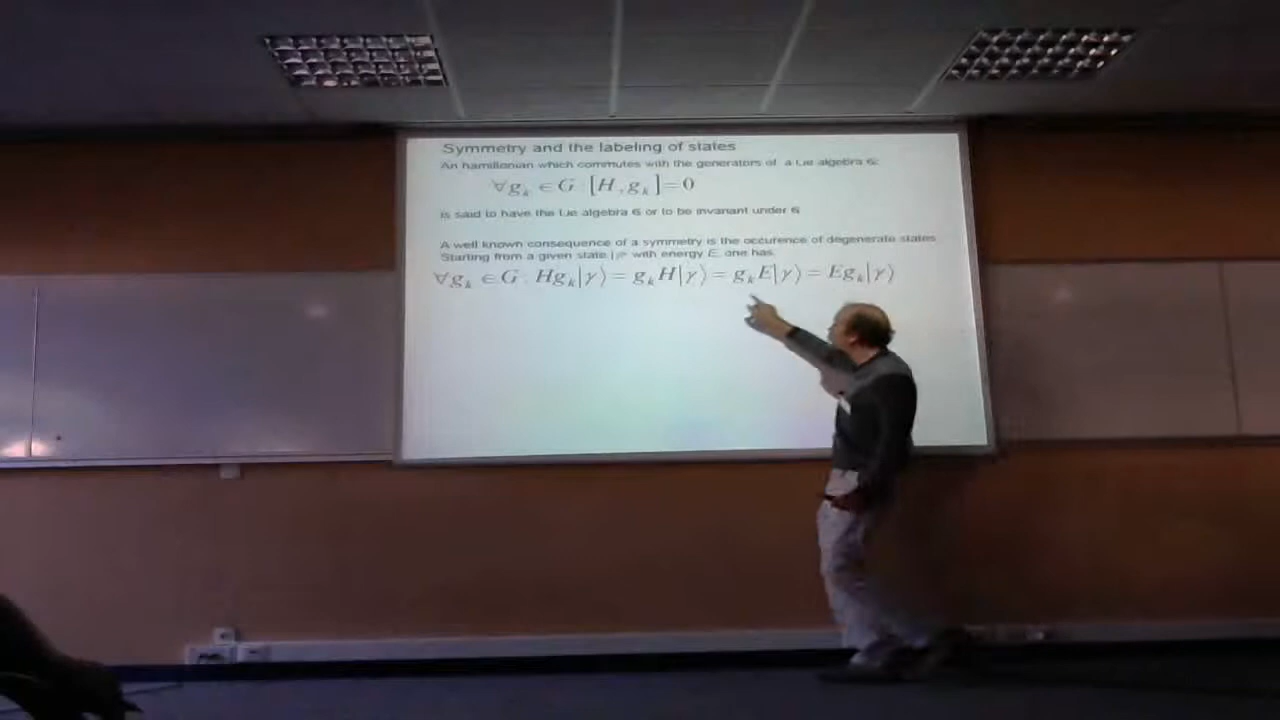 Symmetry and the labeling of states
An hamiltonian which commutes with the generators of a Lie algebra G:
∀g_k ∈ G : [H, g_k] = 0
is said to have the Lie algebra G or to be invariant under G
A well known consequence of a symmetry is the occurence of degenerate states
Starting from a given state |γ> with energy E, one has
∀g_k ∈ G : Hg_k|γ⟩ = g_kH|γ⟩ = g_kE|γ⟩ = Eg_k|γ⟩